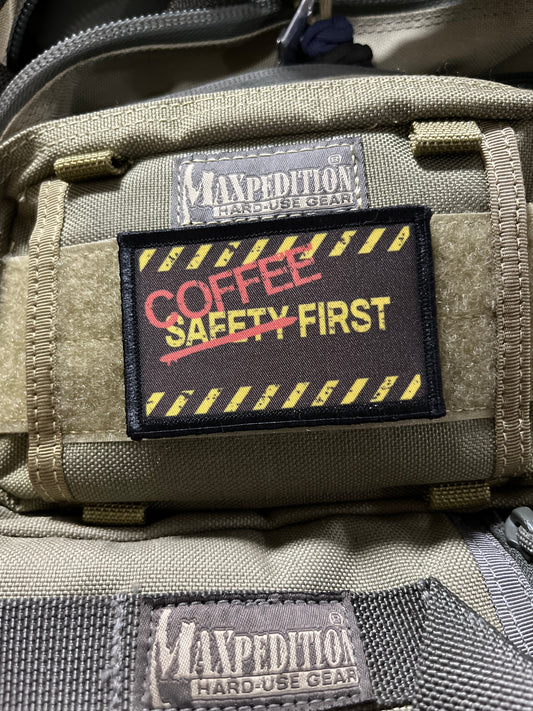 MAXPEDITION®
HARD-USE GEAR
COFFEE
SAFETY FIRST
MAXPEDITION®
HARD-USE GEAR